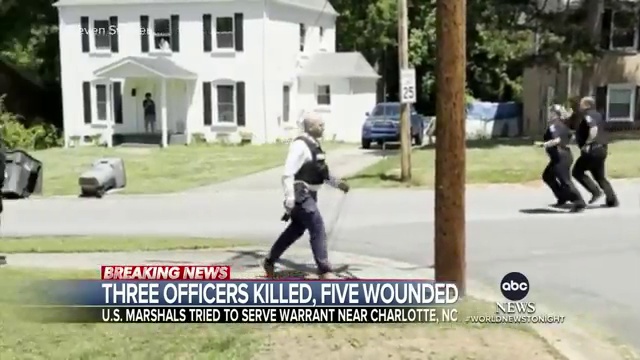 even S
25
BREAKING NEWS
THREE OFFICERS KILLED, FIVE WOUNDED
U.S. MARSHALS TRIED TO SERVE WARRANT NEAR CHARLOTTE, NC
abc
NEWS
#WORLDNEWSTONIGHT